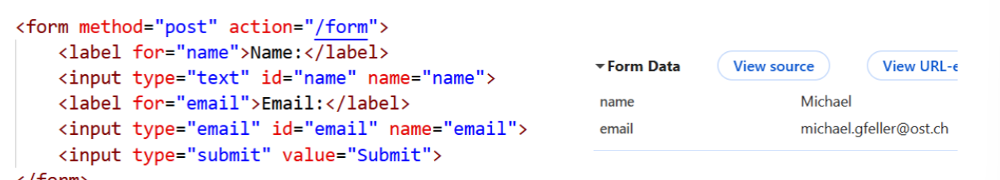 <form method="post" action="/form">
<label for="name">Name:</label>
<input type="text" id="name" name="name">
<label for="email">Email:</label>
<input type="email" id="email" name="email">
<input type="submit" value="Submit">
</form>
Form Data View source View URL-e
name Michael
email michael.gfeller@ost.ch